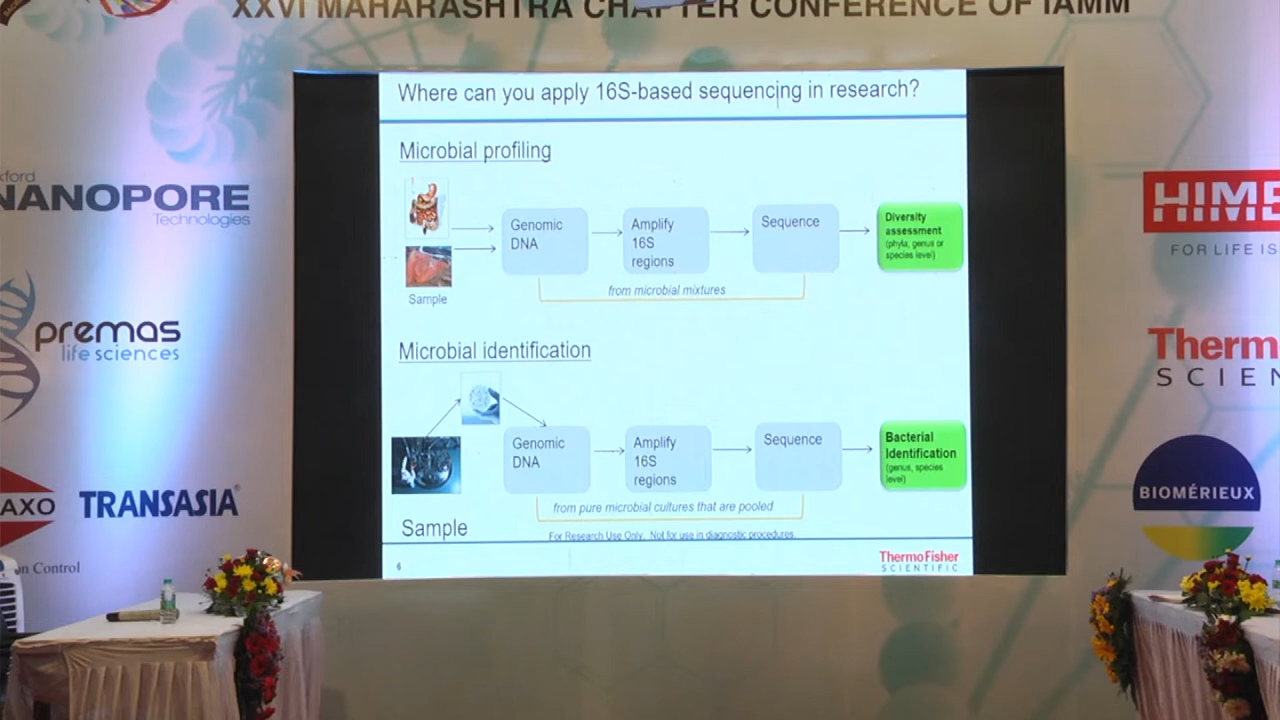 XXVI MAHARASHTRA CHAPTER CONFERENCE OF IAMM
Where can you apply 16S-based sequencing in research?
Microbial profiling
Genomic
DNA
Amplify
16S
regions
Sequence
Diversity
assessment
(phyla, genus or
species level)
from microbial mixtures
Sample
Microbial identification
Genomic
DNA
Amplify
16S
regions
Sequence
Bacterial
Identification
(genus, species
level)
from pure microbial cultures that are pooled
Sample
For Research Use Only. Not for use in diagnostic procedures.
6
ThermoFisher
SCIENTIFIC
xford
NANOPORE
Technologies
premas
life sciences
AXO
TRANSASIA
on Control
HIME
FOR LIFE IS
Therm
SCIEN
BIOMÉRIEUX